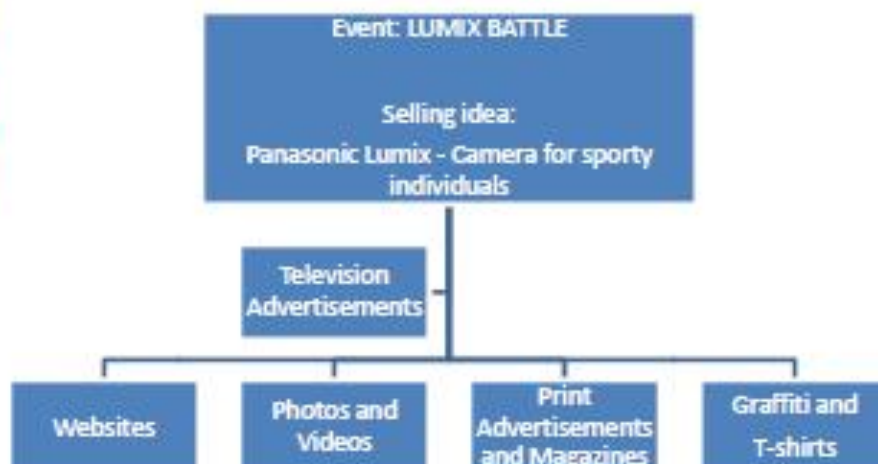 Event: LUMIX BATTLE
Selling idea:
Panasonic Lumix - Camera for sporty
individuals
Television
Advertisements
Websites
Photos and
Videos
Print
Advertisements
and Magazines
Graffiti and
T-shirts